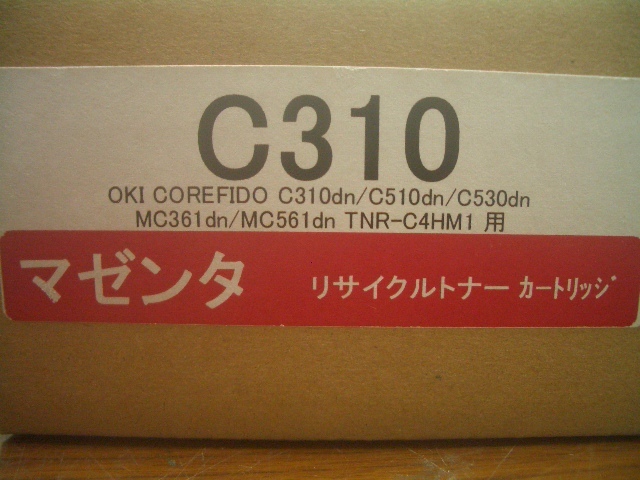 C310
OKI COREFIDO C310dn/C510dn/C530dn
MC361dn/MC561dn TNR-C4HM1 用
マゼンタ リサイクルトナー ｶｰﾄﾘｯｼﾞ